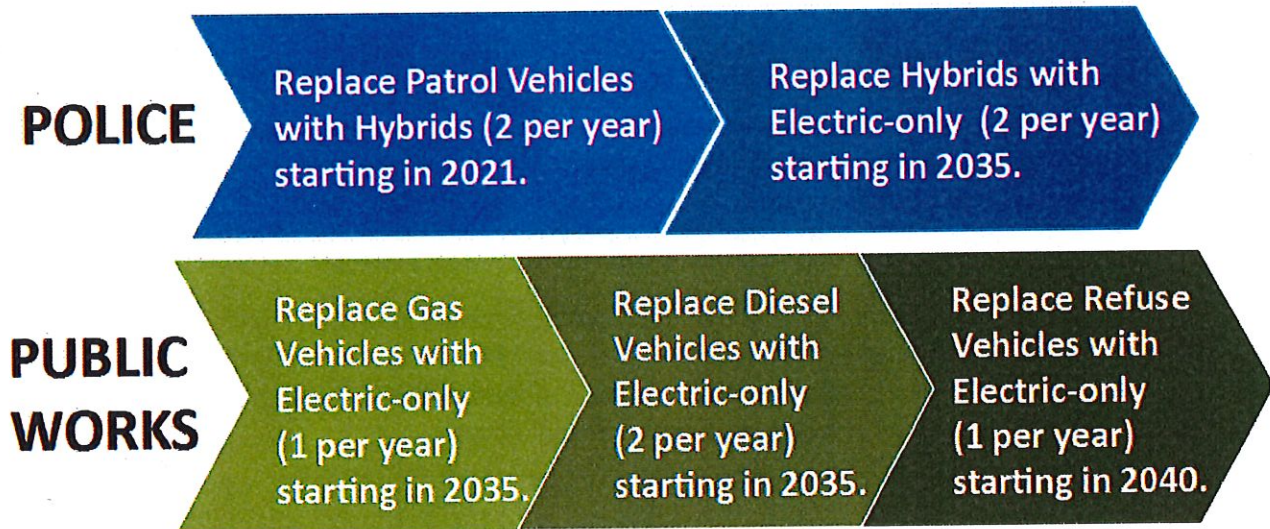 POLICE
Replace Patrol Vehicles
with Hybrids (2 per year)
starting in 2021.
Replace Hybrids with
Electric-only (2 per year)
starting in 2035.
PUBLIC
WORKS
Replace Gas
Vehicles with
Electric-only
(1 per year)
starting in 2035.
Replace Diesel
Vehicles with
Electric-only
(2 per year)
starting in 2035.
Replace Refuse
Vehicles with
Electric-only
(1 per year)
starting in 2040.